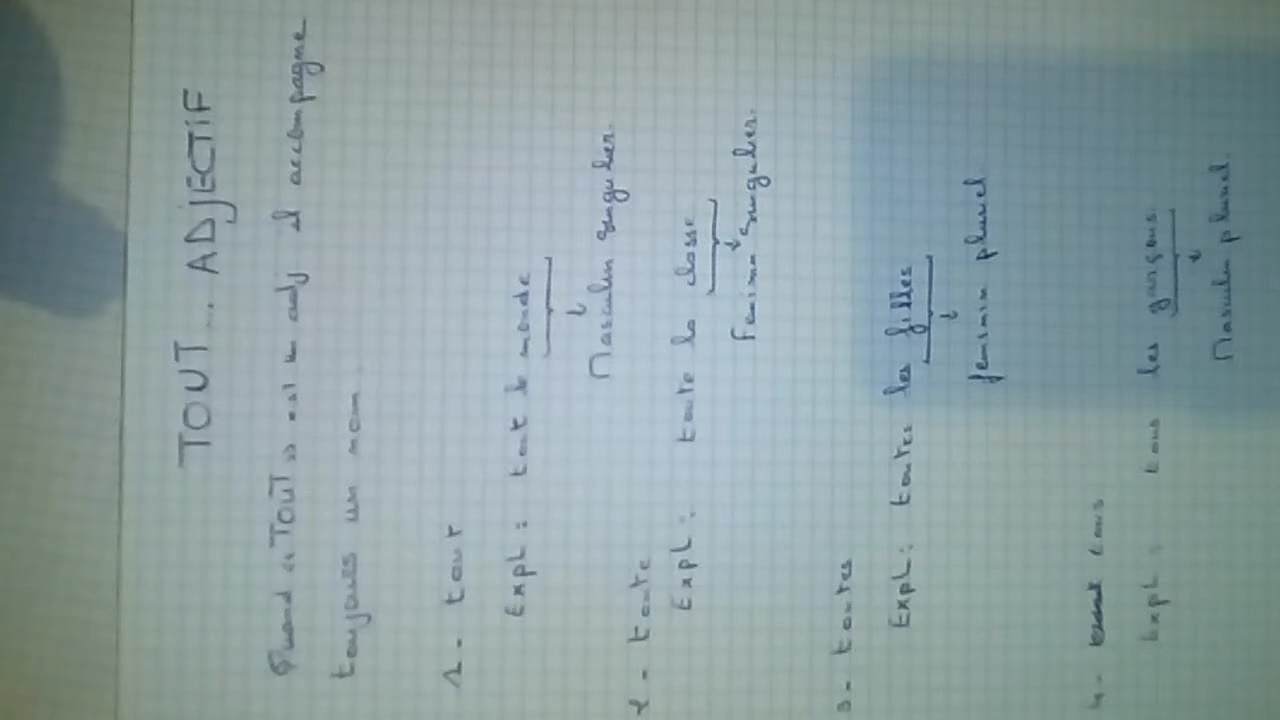 TOUT... ADJECTIF
Quand "TOUT" est un adj il accompagne
toujours un nom
1- tout
Expl: tout le monde
↓
Masculin singulier.
2- toute
Expl: toute la classe
↓
Feminin singulier.
3- toutes
Expl: toutes les filles
↓
feminin pluriel
4- tous
Expl: tous les garçons.
↓
Masculin pluriel.